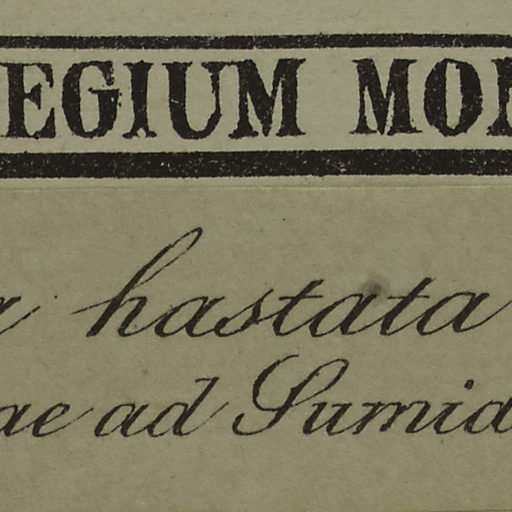 EGIUM MO
hastata
ae ad Sumid